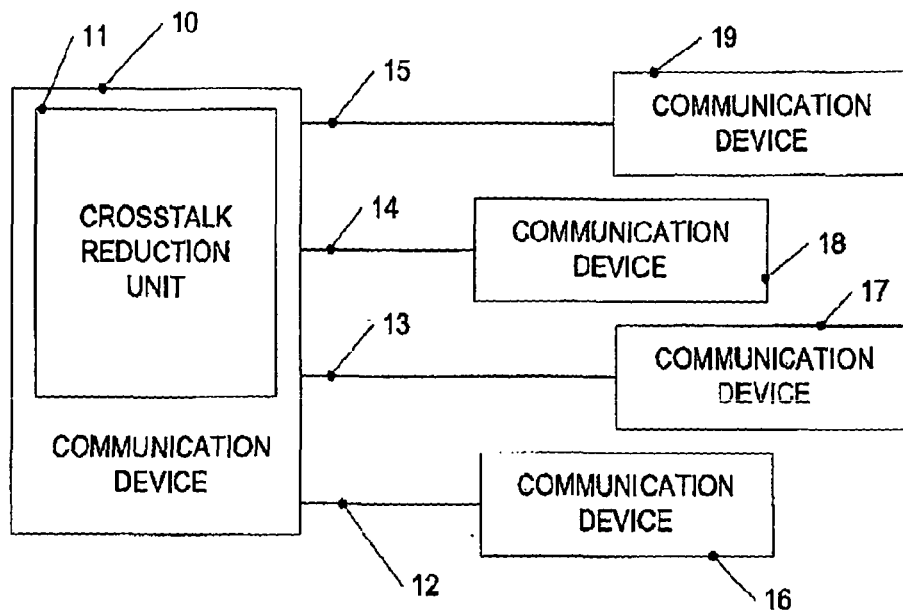 11
10
15
19
COMMUNICATION
DEVICE
14
CROSSTALK
REDUCTION
UNIT
COMMUNICATION
DEVICE
18
13
17
COMMUNICATION
DEVICE
COMMUNICATION
DEVICE
COMMUNICATION
DEVICE
12
16